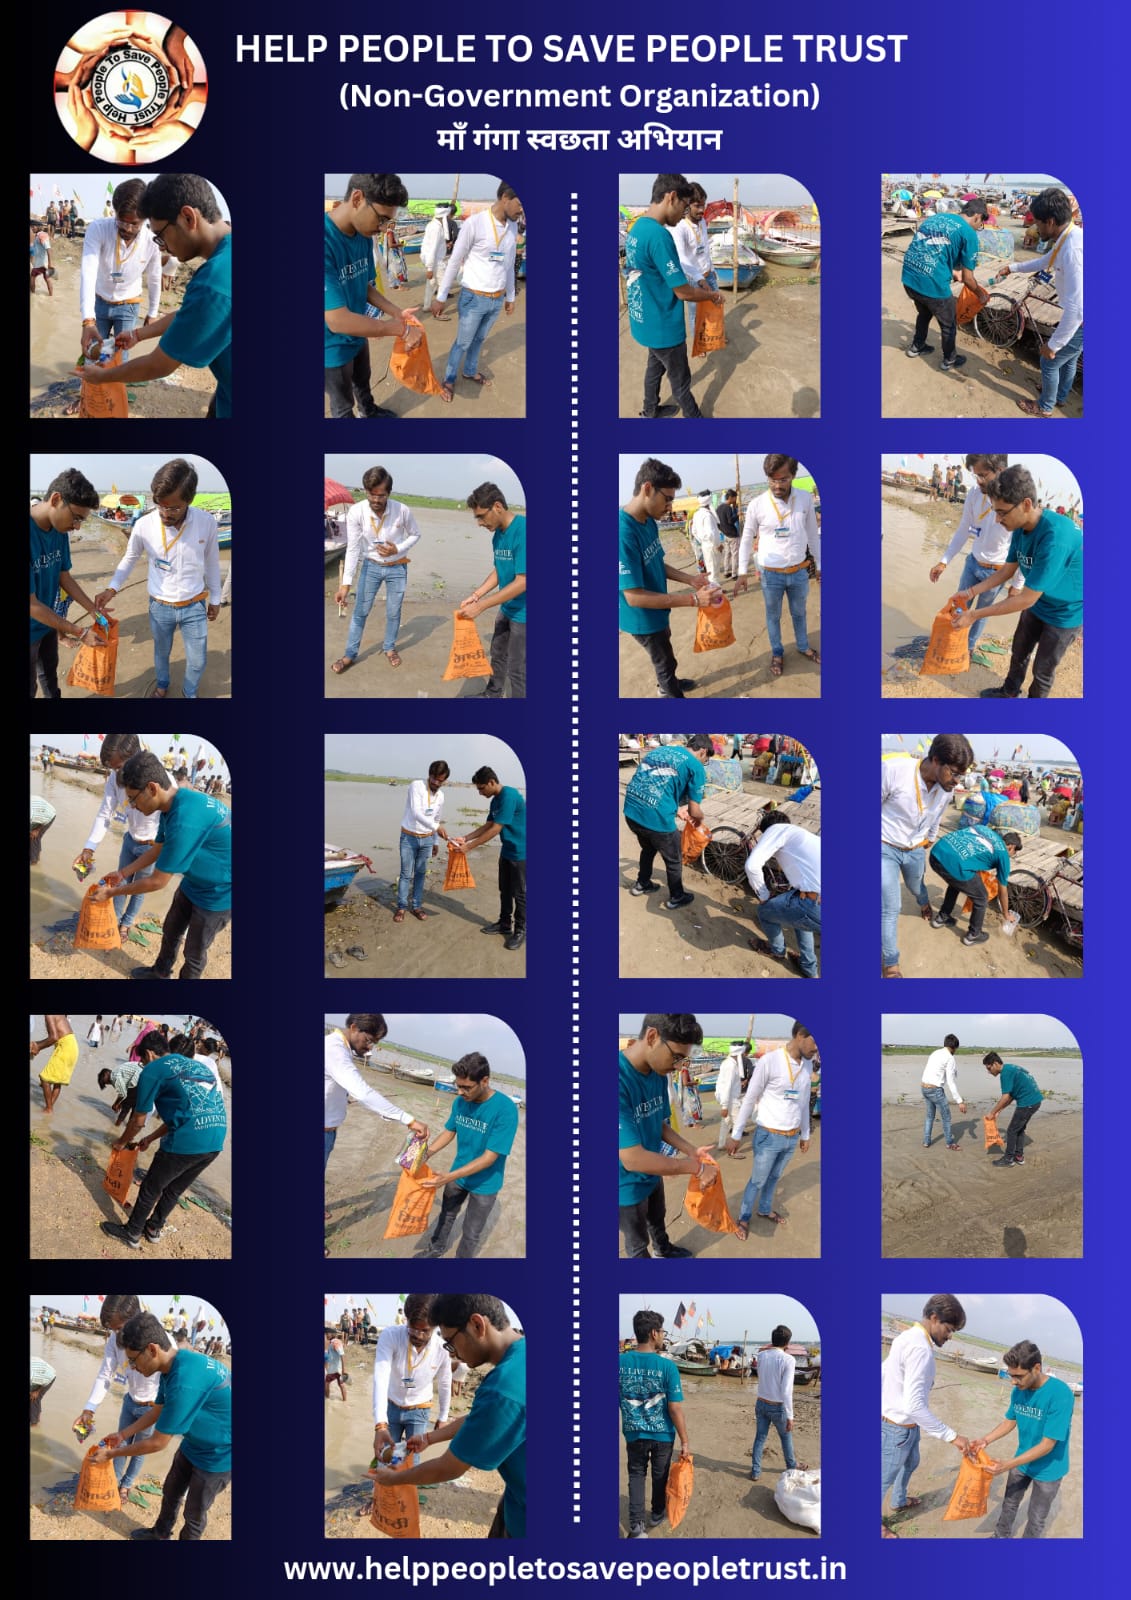 Help People To Save People Trust
HELP PEOPLE TO SAVE PEOPLE TRUST
(Non-Government Organization)
माँ गंगा स्वछता अभियान
www.helppeopletosavepeopletrust.in